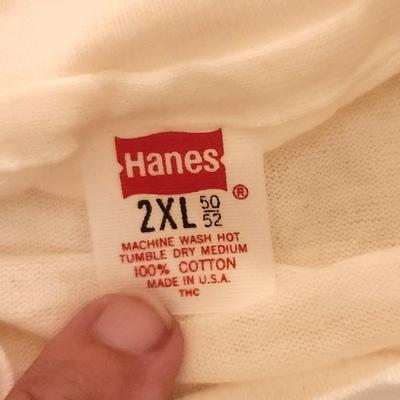 Hanes
®
2XL 50/52
MACHINE WASH HOT
TUMBLE DRY MEDIUM
100% COTTON
MADE IN U.S.A.
THC